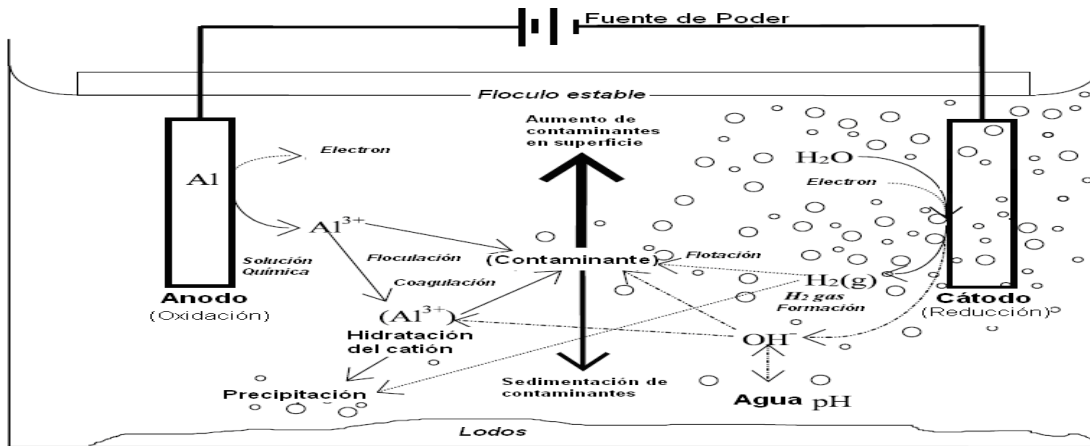 Fuente de Poder
Floculo estable
Aumento de
contaminantes
en superficie
Electron
Al
H₂O
Electron
Al³⁺
Solución
Química
Floculación
(Contaminante)
Flotación
Coagulación
H₂(g)
H₂ gas
Formación
Anodo
(Oxidación)
Cátodo
(Reducción)
(Al³⁺)
Hidratación
del catión
OH⁻
Precipitación
Sedimentación de
contaminantes
Agua pH
Lodos